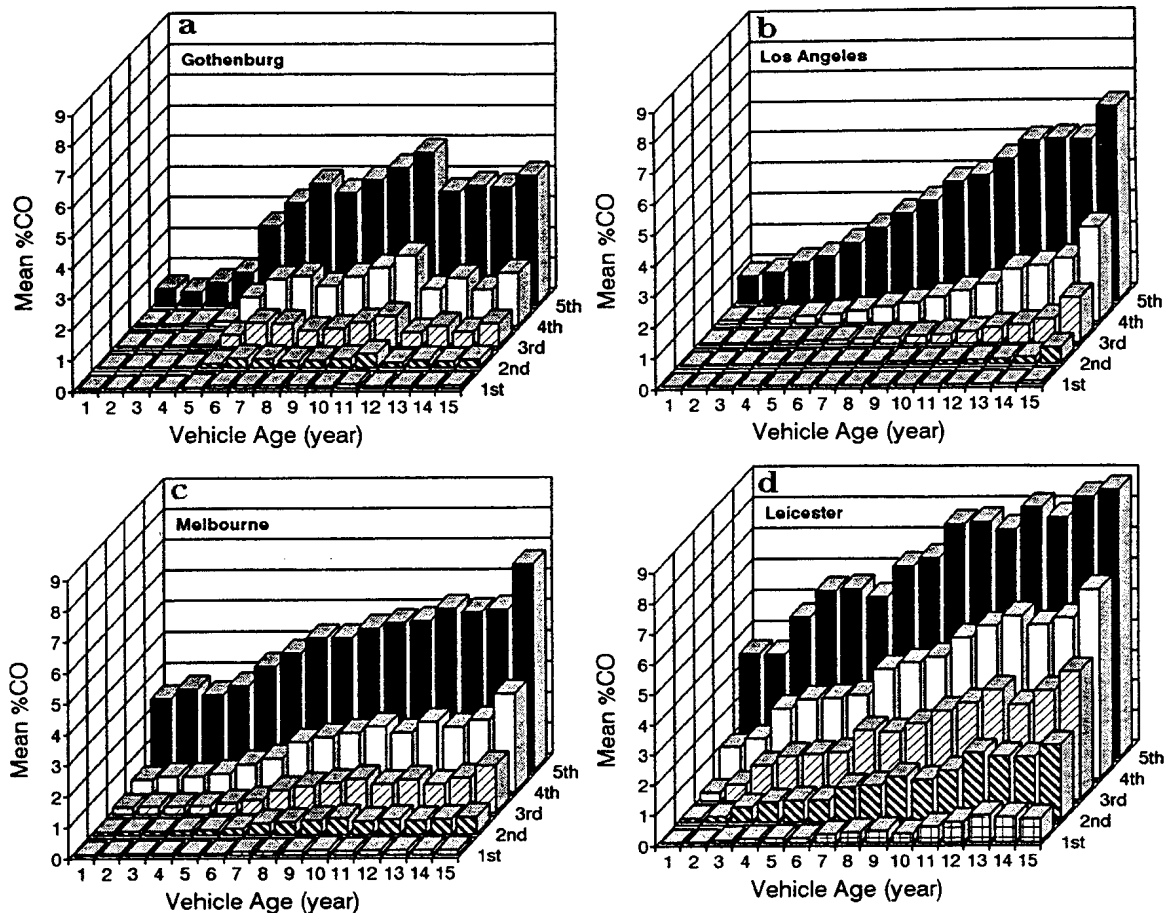 a
Gothenburg
9
8
7
6
5
4
3
2
1
0
Mean %CO
1 2 3 4 5 6 7 8 9 10 11 12 13 14 15
1st
2nd
3rd
4th
5th
Vehicle Age (year)
b
Los Angeles
9
8
7
6
5
4
3
2
1
0
Mean %CO
1 2 3 4 5 6 7 8 9 10 11 12 13 14 15
1st
2nd
3rd
4th
5th
Vehicle Age (year)
c
Melbourne
9
8
7
6
5
4
3
2
1
0
Mean %CO
1 2 3 4 5 6 7 8 9 10 11 12 13 14 15
1st
2nd
3rd
4th
5th
Vehicle Age (year)
d
Leicester
9
8
7
6
5
4
3
2
1
0
Mean %CO
1 2 3 4 5 6 7 8 9 10 11 12 13 14 15
1st
2nd
3rd
4th
5th
Vehicle Age (year)